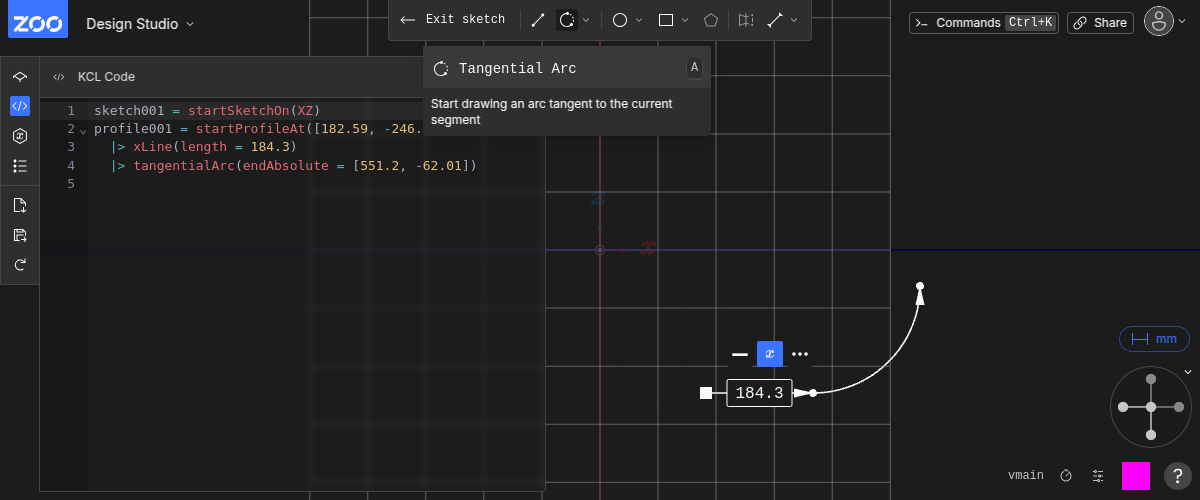 ZOO
Design Studio
Exit sketch
Commands Ctrl+K
Share
Tangential Arc
A
Start drawing an arc tangent to the current
segment
KCL Code
1 sketch001 = startSketchOn(XZ)
2 profile001 = startProfileAt([182.59, -246.
3 |> xLine(length = 184.3)
4 |> tangentialArc(endAbsolute = [551.2, -62.01])
5
z
x
x
184.3
mm
vmain
?